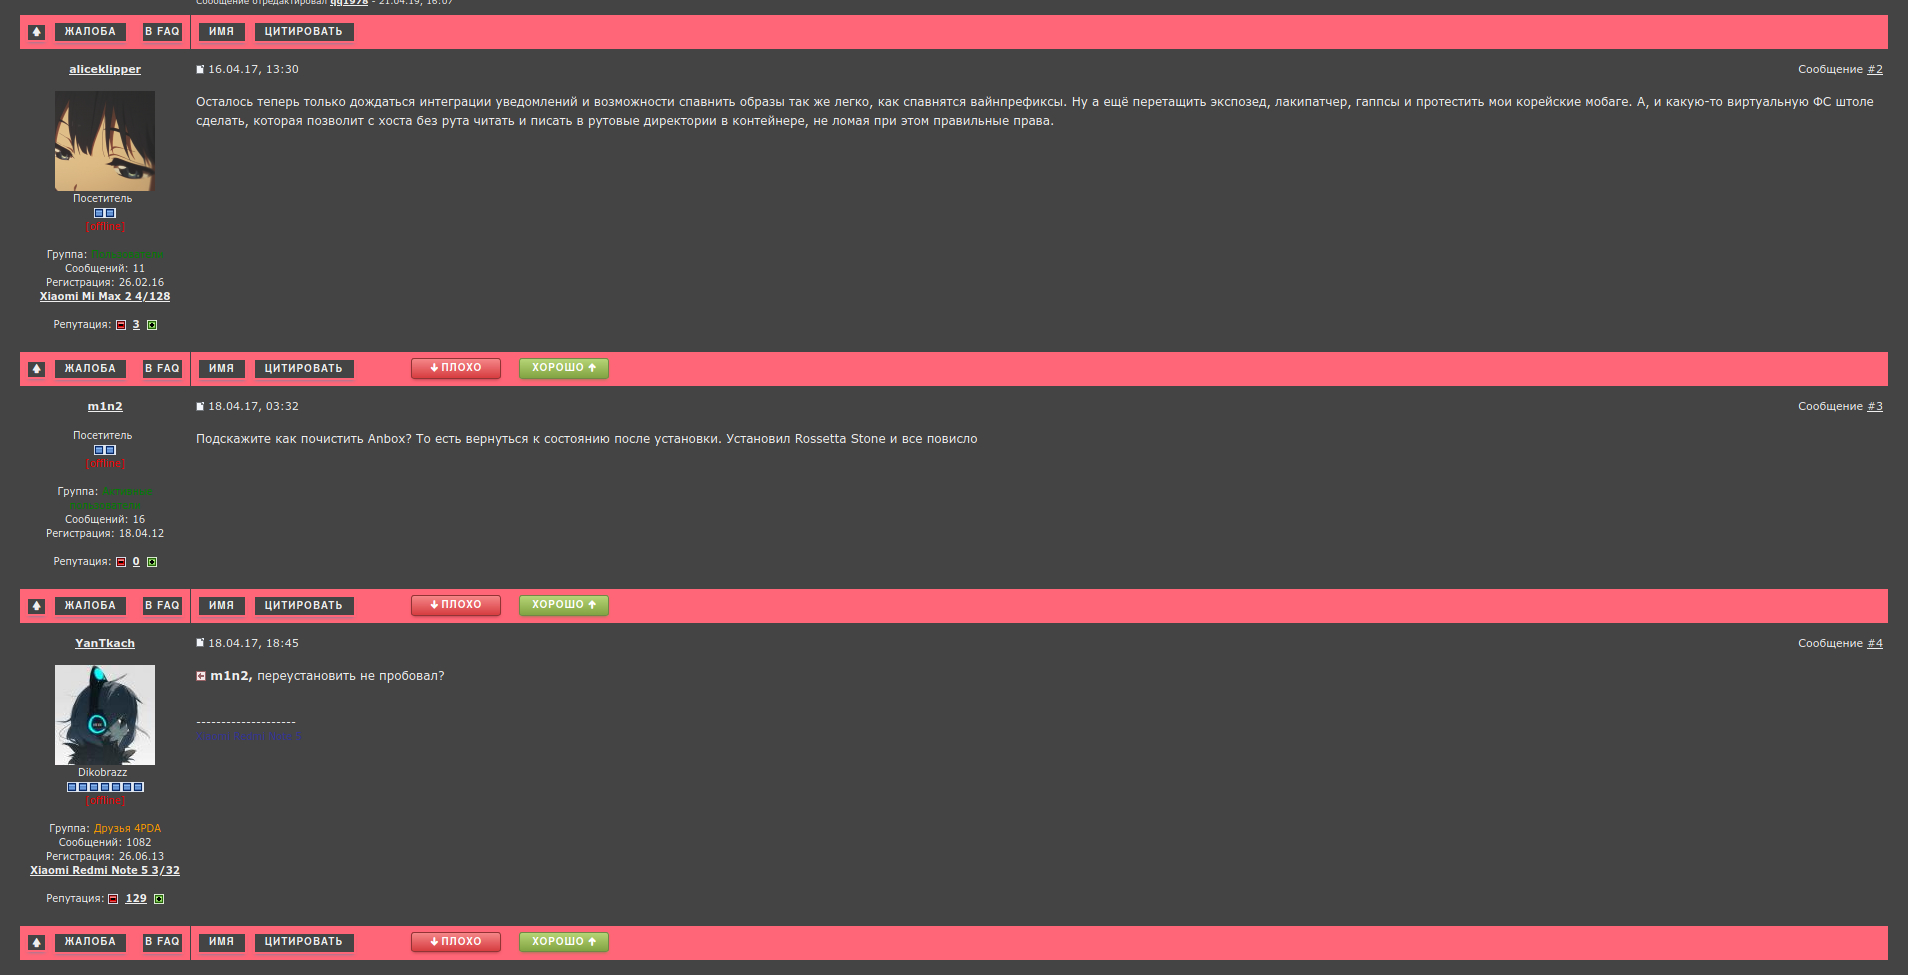 Сообщение отредактировал qq1978 - 21.04.19, 16:07
ЖАЛОБА В FAQ ИМЯ ЦИТИРОВАТЬ
aliceklipper 16.04.17, 13:30 Сообщение #2
Осталось теперь только дождаться интеграции уведомлений и возможности спавнить образы так же легко, как спавнятся вайнпрефиксы. Ну а ещё перетащить экспозед, лакипатчер, гаппсы и протестить мои корейские мобаге. А, и какую-то виртуальную ФС штоле
сделать, которая позволит с хоста без рута читать и писать в рутовые директории в контейнере, не ломая при этом правильные права.
Посетитель
[offline]
Группа:
Сообщений: 11
Регистрация: 26.02.16
Xiaomi Mi Max 2 4/128
Репутация: 3
ЖАЛОБА В FAQ ИМЯ ЦИТИРОВАТЬ ПЛОХО ХОРОШО
m1n2 18.04.17, 03:32 Сообщение #3
Подскажите как почистить Anbox? То есть вернуться к состоянию после установки. Установил Rossetta Stone и все повисло
Посетитель
[offline]
Группа:
Сообщений: 16
Регистрация: 18.04.12
Репутация: 0
ЖАЛОБА В FAQ ИМЯ ЦИТИРОВАТЬ ПЛОХО ХОРОШО
YanTkach 18.04.17, 18:45 Сообщение #4
m1n2, переустановить не пробовал?
--------------------
Xiaomi Redmi Note 5
Dikobrazz
[offline]
Группа: Друзья 4PDA
Сообщений: 1082
Регистрация: 26.06.13
Xiaomi Redmi Note 5 3/32
Репутация: 129
ЖАЛОБА В FAQ ИМЯ ЦИТИРОВАТЬ ПЛОХО ХОРОШО